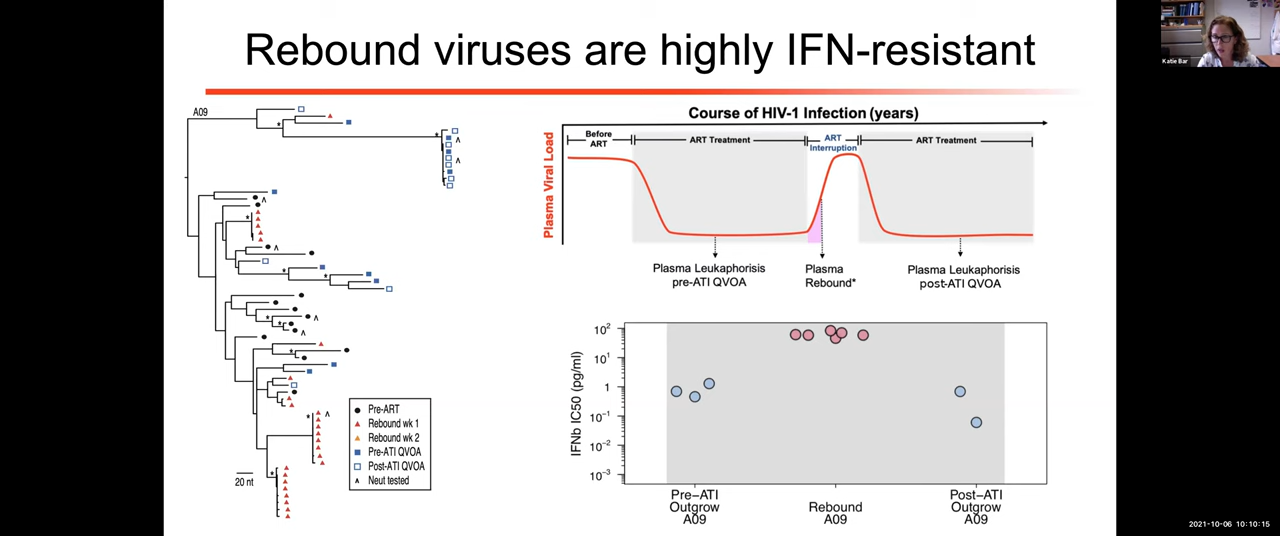 Rebound viruses are highly IFN-resistant
Katie Bar
A09
*
*
^
^
^
*
^
*
*
*
^
*
*
^
*
*
^
*
20 nt
Pre-ART
Rebound wk 1
Rebound wk 2
Pre-ATI QVOA
Post-ATI QVOA
^ Neut tested
Course of HIV-1 Infection (years)
Plasma Viral Load
Before
ART
ART Treatment
ART
Interruption
ART Treatment
Plasma Leukaphorisis
pre-ATI QVOA
Plasma
Rebound*
Plasma Leukaphorisis
post-ATI QVOA
IFNb IC50 (pg/ml)
10²
10¹
1
10⁻¹
10⁻²
10⁻³
Pre−ATI
Outgrow
A09
Rebound
A09
Post−ATI
Outgrow
A09
2021-10-06 10:10:15